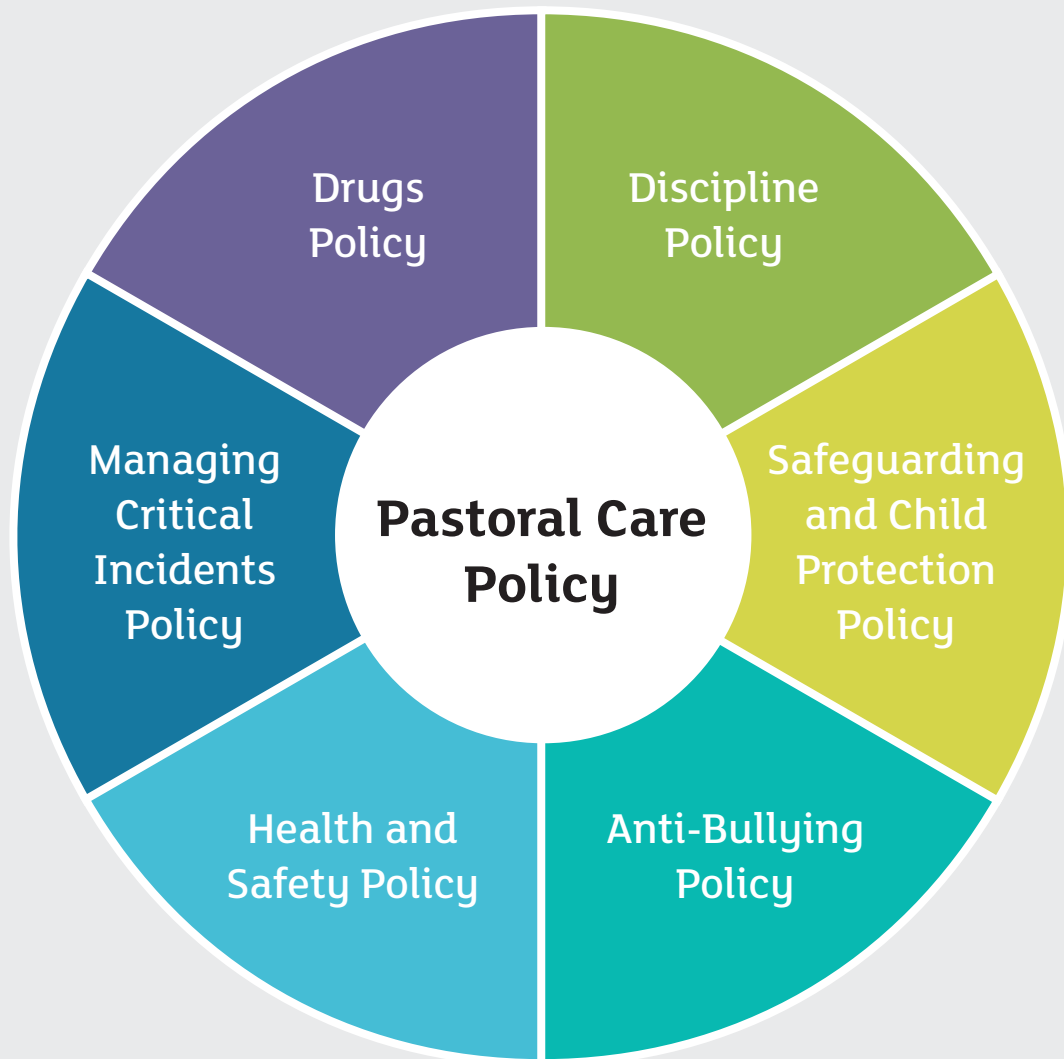 Drugs
Policy
Discipline
Policy
Managing
Critical
Incidents
Policy
Pastoral Care
Policy
Safeguarding
and Child
Protection
Policy
Health and
Safety Policy
Anti-Bullying
Policy